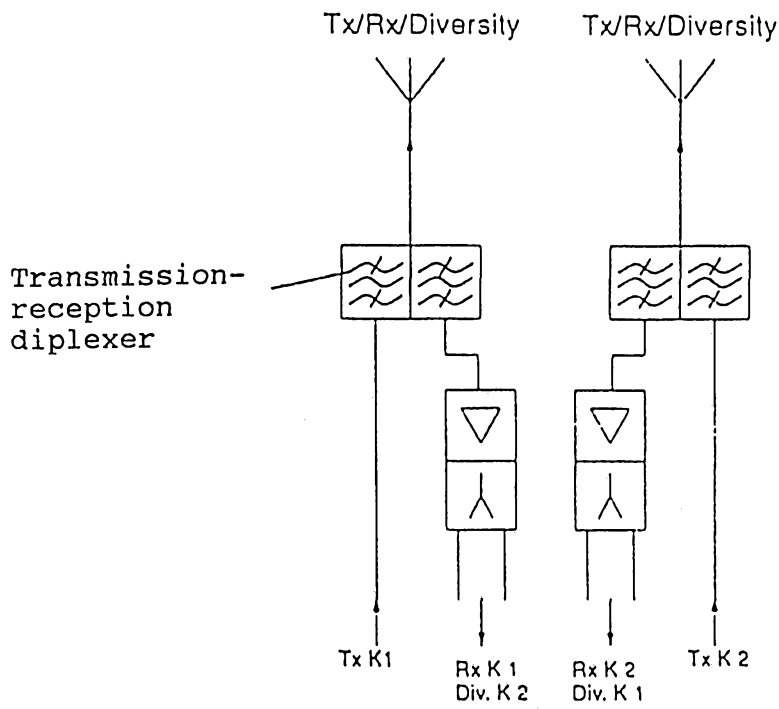 Tx/Rx/Diversity
Tx/Rx/Diversity
Transmission-
reception
diplexer
Tx K1
Rx K 1
Div. K 2
Rx K 2
Div. K 1
Tx K 2